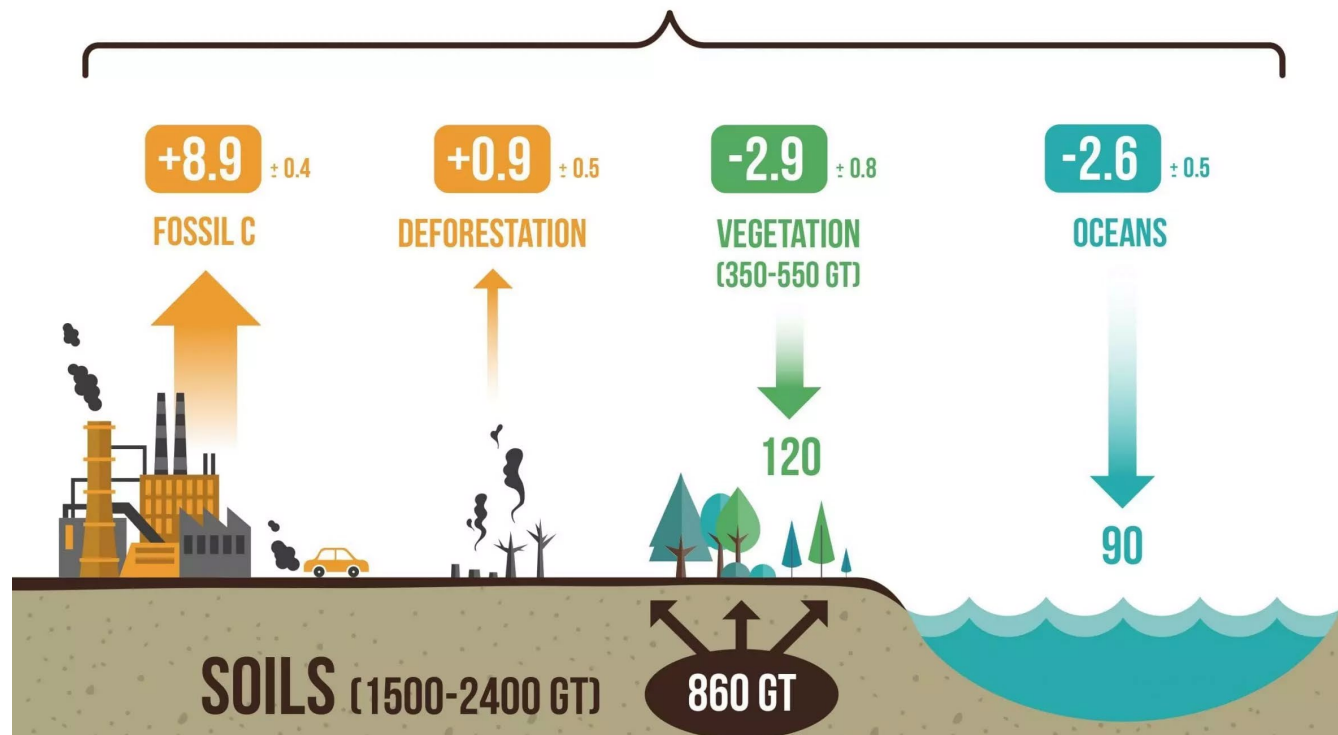 +8.9 ± 0.4
+0.9 ± 0.5
-2.9 ± 0.8
-2.6 ± 0.5
FOSSIL C
DEFORESTATION
VEGETATION
(350-550 GT)
OCEANS
120
90
SOILS (1500-2400 GT)
860 GT